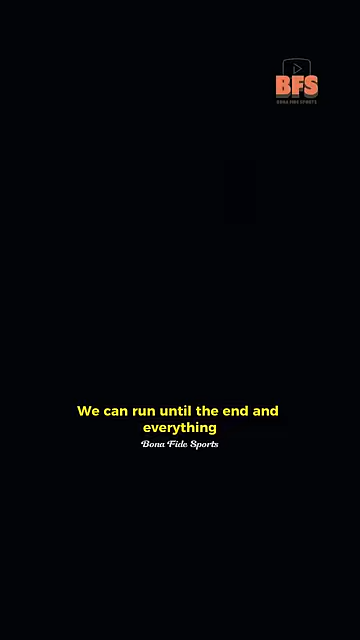 BFS
BONA FIDE SPORTS
We can run until the end and
everything
Bona Fide Sports